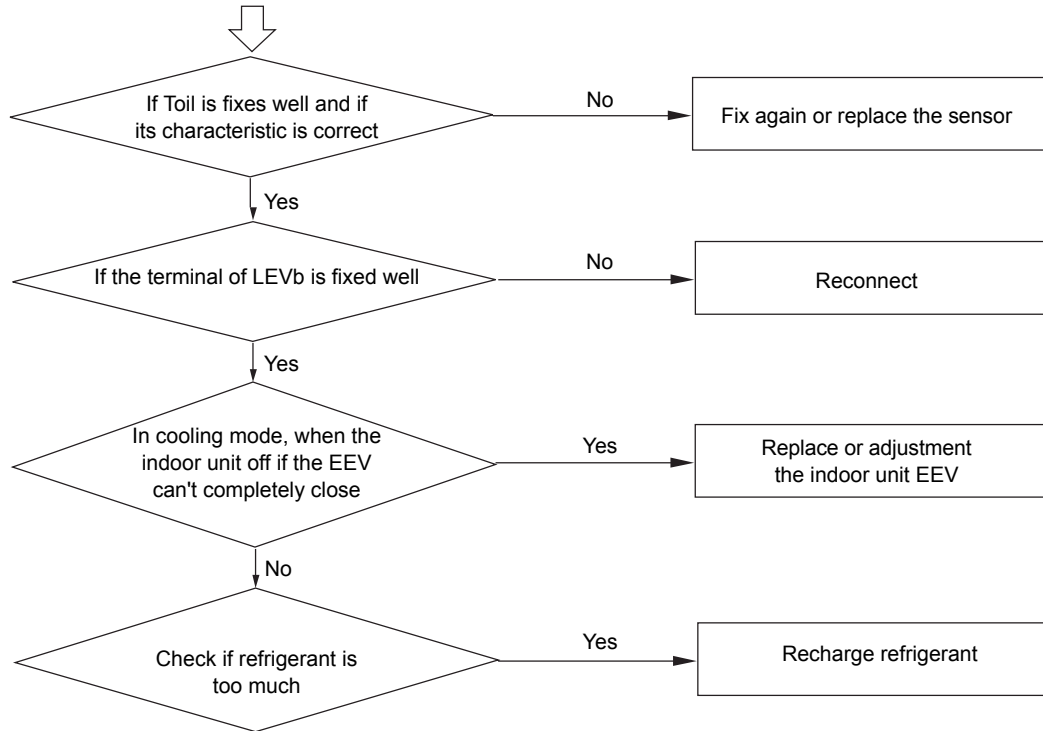 If Toil is fixes well and if
its characteristic is correct
No
Fix again or replace the sensor
Yes
If the terminal of LEVb is fixed well
No
Reconnect
Yes
In cooling mode, when the
indoor unit off if the EEV
can't completely close
Yes
Replace or adjustment
the indoor unit EEV
No
Check if refrigerant is
too much
Yes
Recharge refrigerant